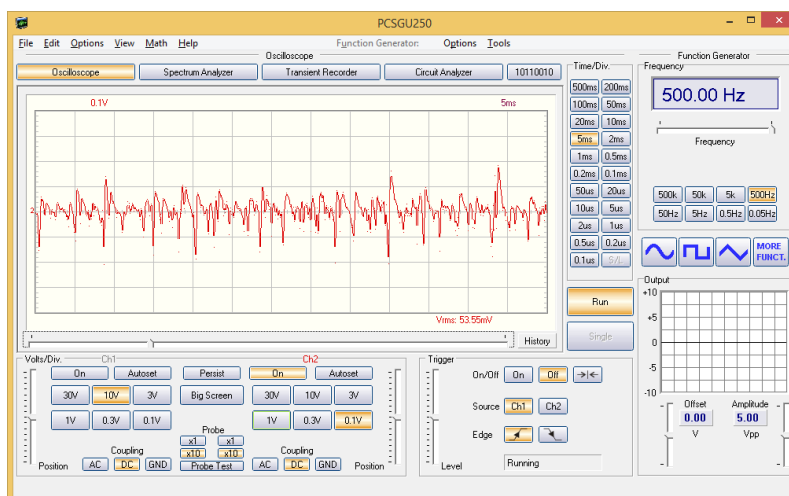 PCSGU250
File Edit Options View Math Help Function Generator: Options Tools
Oscilloscope
Oscilloscope Spectrum Analyzer Transient Recorder Circuit Analyzer 10110010
0.1V 5ms
2
Vrms: 53.55mV
History
Time/Div.
500ms 200ms
100ms 50ms
20ms 10ms
5ms 2ms
1ms 0.5ms
0.2ms 0.1ms
50us 20us
10us 5us
2us 1us
0.5us 0.2us
0.1us S/L
Run
Single
Function Generator
Frequency
500.00 Hz
Frequency
500k 50k 5k 500Hz
50Hz 5Hz 0.5Hz 0.05Hz
MORE
FUNCT.
Output
+10
+5
0
-5
-10
Offset Amplitude
0.00 5.00
V Vpp
Volts/Div. Ch1 Ch2
On Autoset Persist On Autoset
30V 10V 3V Big Screen 30V 10V 3V
1V 0.3V 0.1V 1V 0.3V 0.1V
Probe
x1 x1
x10 x10
Coupling Coupling
Position AC DC GND Probe Test AC DC GND Position
Trigger
On/Off On Off
Source Ch1 Ch2
Edge
Level Running